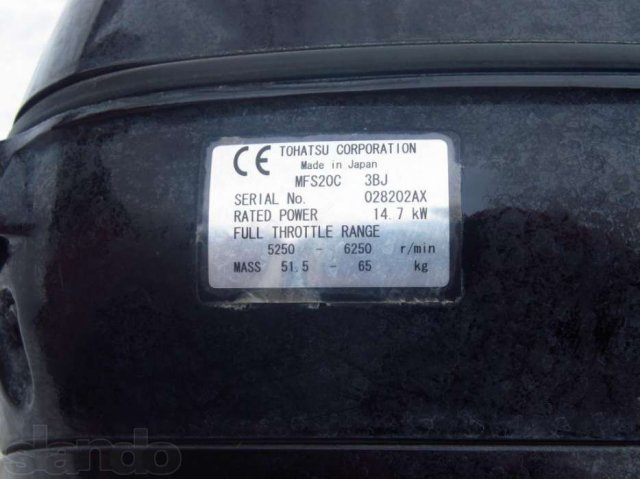 CE TOHATSU CORPORATION
Made in Japan
MFS20C 3BJ
SERIAL No. 028202AX
RATED POWER 14.7 kW
FULL THROTTLE RANGE
5250 - 6250 r/min
MASS 51.5 - 65 kg
slando